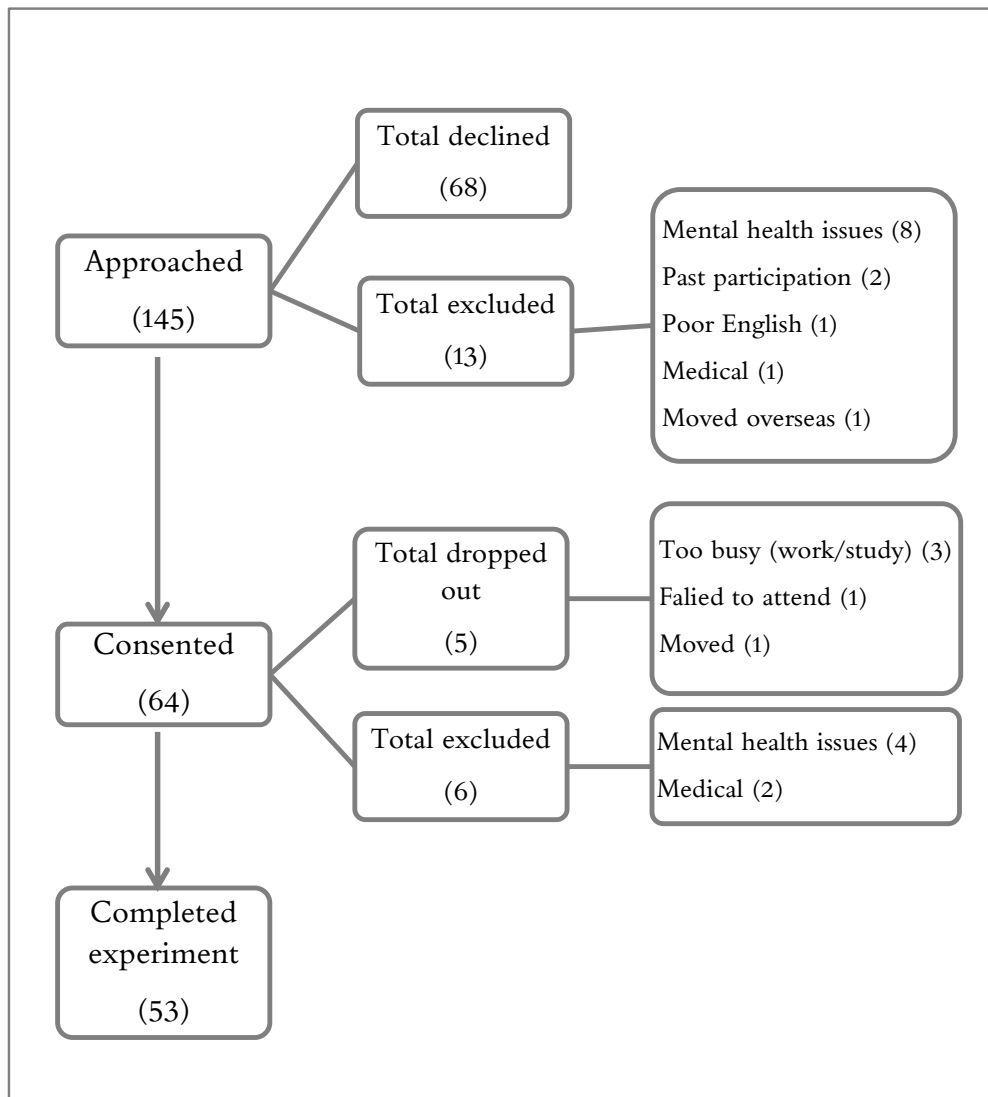 Total declined
(68)
Approached
(145)
Total excluded
(13)
Mental health issues (8)
Past participation (2)
Poor English (1)
Medical (1)
Moved overseas (1)
Total dropped
out
(5)
Too busy (work/study) (3)
Falied to attend (1)
Moved (1)
Consented
(64)
Total excluded
(6)
Mental health issues (4)
Medical (2)
Completed
experiment
(53)